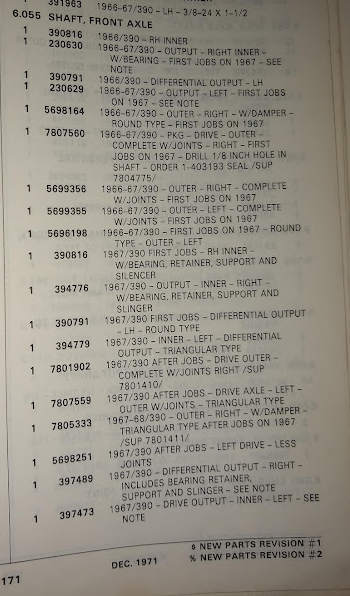 391963 1966-67/390 – LH – 3/8-24 X 1-1/2
6.055 SHAFT, FRONT AXLE
1 390816 1966/390 – RH INNER
1 230630 1966-67/390 – OUTPUT – RIGHT INNER –
W/BEARING – FIRST JOBS ON 1967 – SEE
NOTE
1 390791 1966/390 – DIFFERENTIAL OUTPUT – LH
1 230629 1966-67/390 – OUTPUT – LEFT – FIRST JOBS
ON 1967 – SEE NOTE
1 5698164 1966-67/390 – OUTER – RIGHT – W/DAMPER –
ROUND TYPE – FIRST JOBS ON 1967
1 7807560 1966-67/390 – PKG – DRIVE – OUTER –
COMPLETE W/JOINTS – RIGHT – FIRST
JOBS ON 1967 – DRILL 1/8 INCH HOLE IN
SHAFT – ORDER 1-403193 SEAL /SUP
7804775/
1 5699356 1966-67/390 – OUTER – RIGHT – COMPLETE
W/JOINTS – FIRST JOBS ON 1967
1 5699355 1966-67/390 – OUTER – LEFT – COMPLETE
W/JOINTS – FIRST JOBS ON 1967
1 5696198 1966-67/390 – FIRST JOBS ON 1967 – ROUND
TYPE – OUTER – LEFT
1 390816 1967/390 FIRST JOBS – RH INNER –
W/BEARING, RETAINER, SUPPORT AND
SILENCER
1 394776 1967/390 – OUTPUT – INNER – RIGHT –
W/BEARING, RETAINER, SUPPORT AND
SLINGER
1 390791 1967/390 FIRST JOBS – DIFFERENTIAL OUTPUT
– LH – ROUND TYPE
1 394779 1967/390 – INNER – LEFT – DIFFERENTIAL
OUTPUT – TRIANGULAR TYPE
1 7801902 1967/390 AFTER JOBS – DRIVE OUTER –
COMPLETE W/JOINTS RIGHT /SUP
7801410/
1 7807559 1967/390 AFTER JOBS – DRIVE AXLE – LEFT –
OUTER W/JOINTS – TRIANGULAR TYPE
1 7805333 1967-68/390 – OUTER – RIGHT – W/DAMPER –
TRIANGULAR TYPE AFTER JOBS ON 1967
/SUP 7801411/
1 5698251 1967/390 AFTER JOBS – LEFT DRIVE – LESS
JOINTS
1 397489 1967/390 – DIFFERENTIAL OUTPUT – RIGHT –
INCLUDES BEARING RETAINER,
SUPPORT AND SLINGER – SEE NOTE
1 397473 1967/390 – DRIVE OUTPUT – INNER – LEFT – SEE
NOTE
$ NEW PARTS REVISION #1
DEC. 1971 % NEW PARTS REVISION #2
171